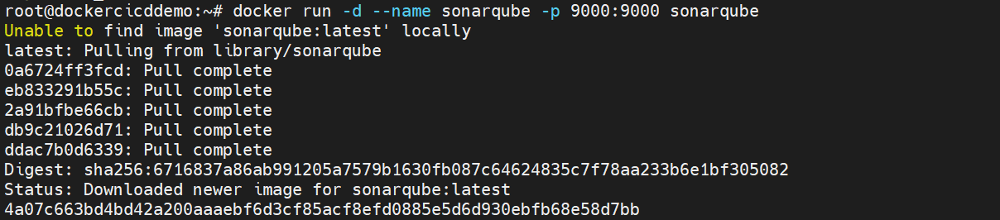 root@dockercicddemo:~# docker run -d --name sonarqube -p 9000:9000 sonarqube
Unable to find image 'sonarqube:latest' locally
latest: Pulling from library/sonarqube
0a6724ff3fcd: Pull complete
eb833291b55c: Pull complete
2a91bfbe66cb: Pull complete
db9c21026d71: Pull complete
ddac7b0d6339: Pull complete
Digest: sha256:6716837a86ab991205a7579b1630fb087c64624835c7f78aa233b6e1bf305082
Status: Downloaded newer image for sonarqube:latest
4a07c663bd4bd42a200aaaebf6d3cf85acf8efd0885e5d6d930ebfb68e58d7bb